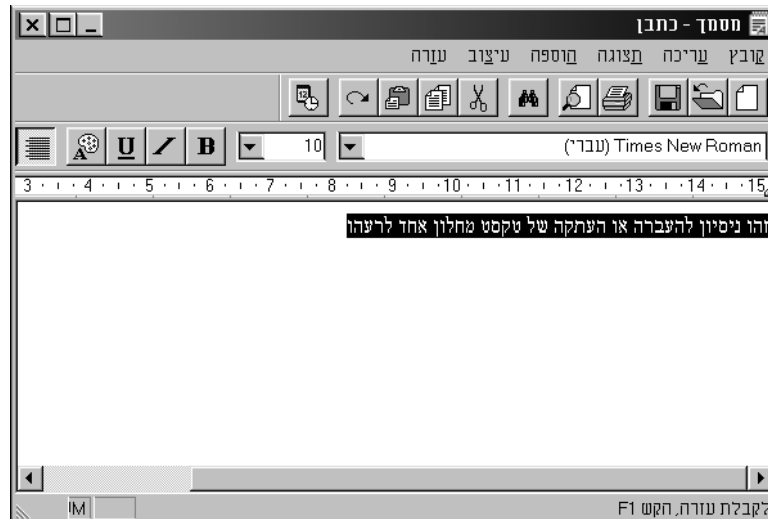 מסמך - כתבן
קובץ עריכה תצוגה הוספה עיצוב עזרה
Times New Roman (עברי) 10 B I U
3 4 5 6 7 8 9 10 11 12 13 14 15
זהו ניסיון להעברה או העתקה של טקסט מחלון אחד לרעהו
לקבלת עזרה, הקש F1